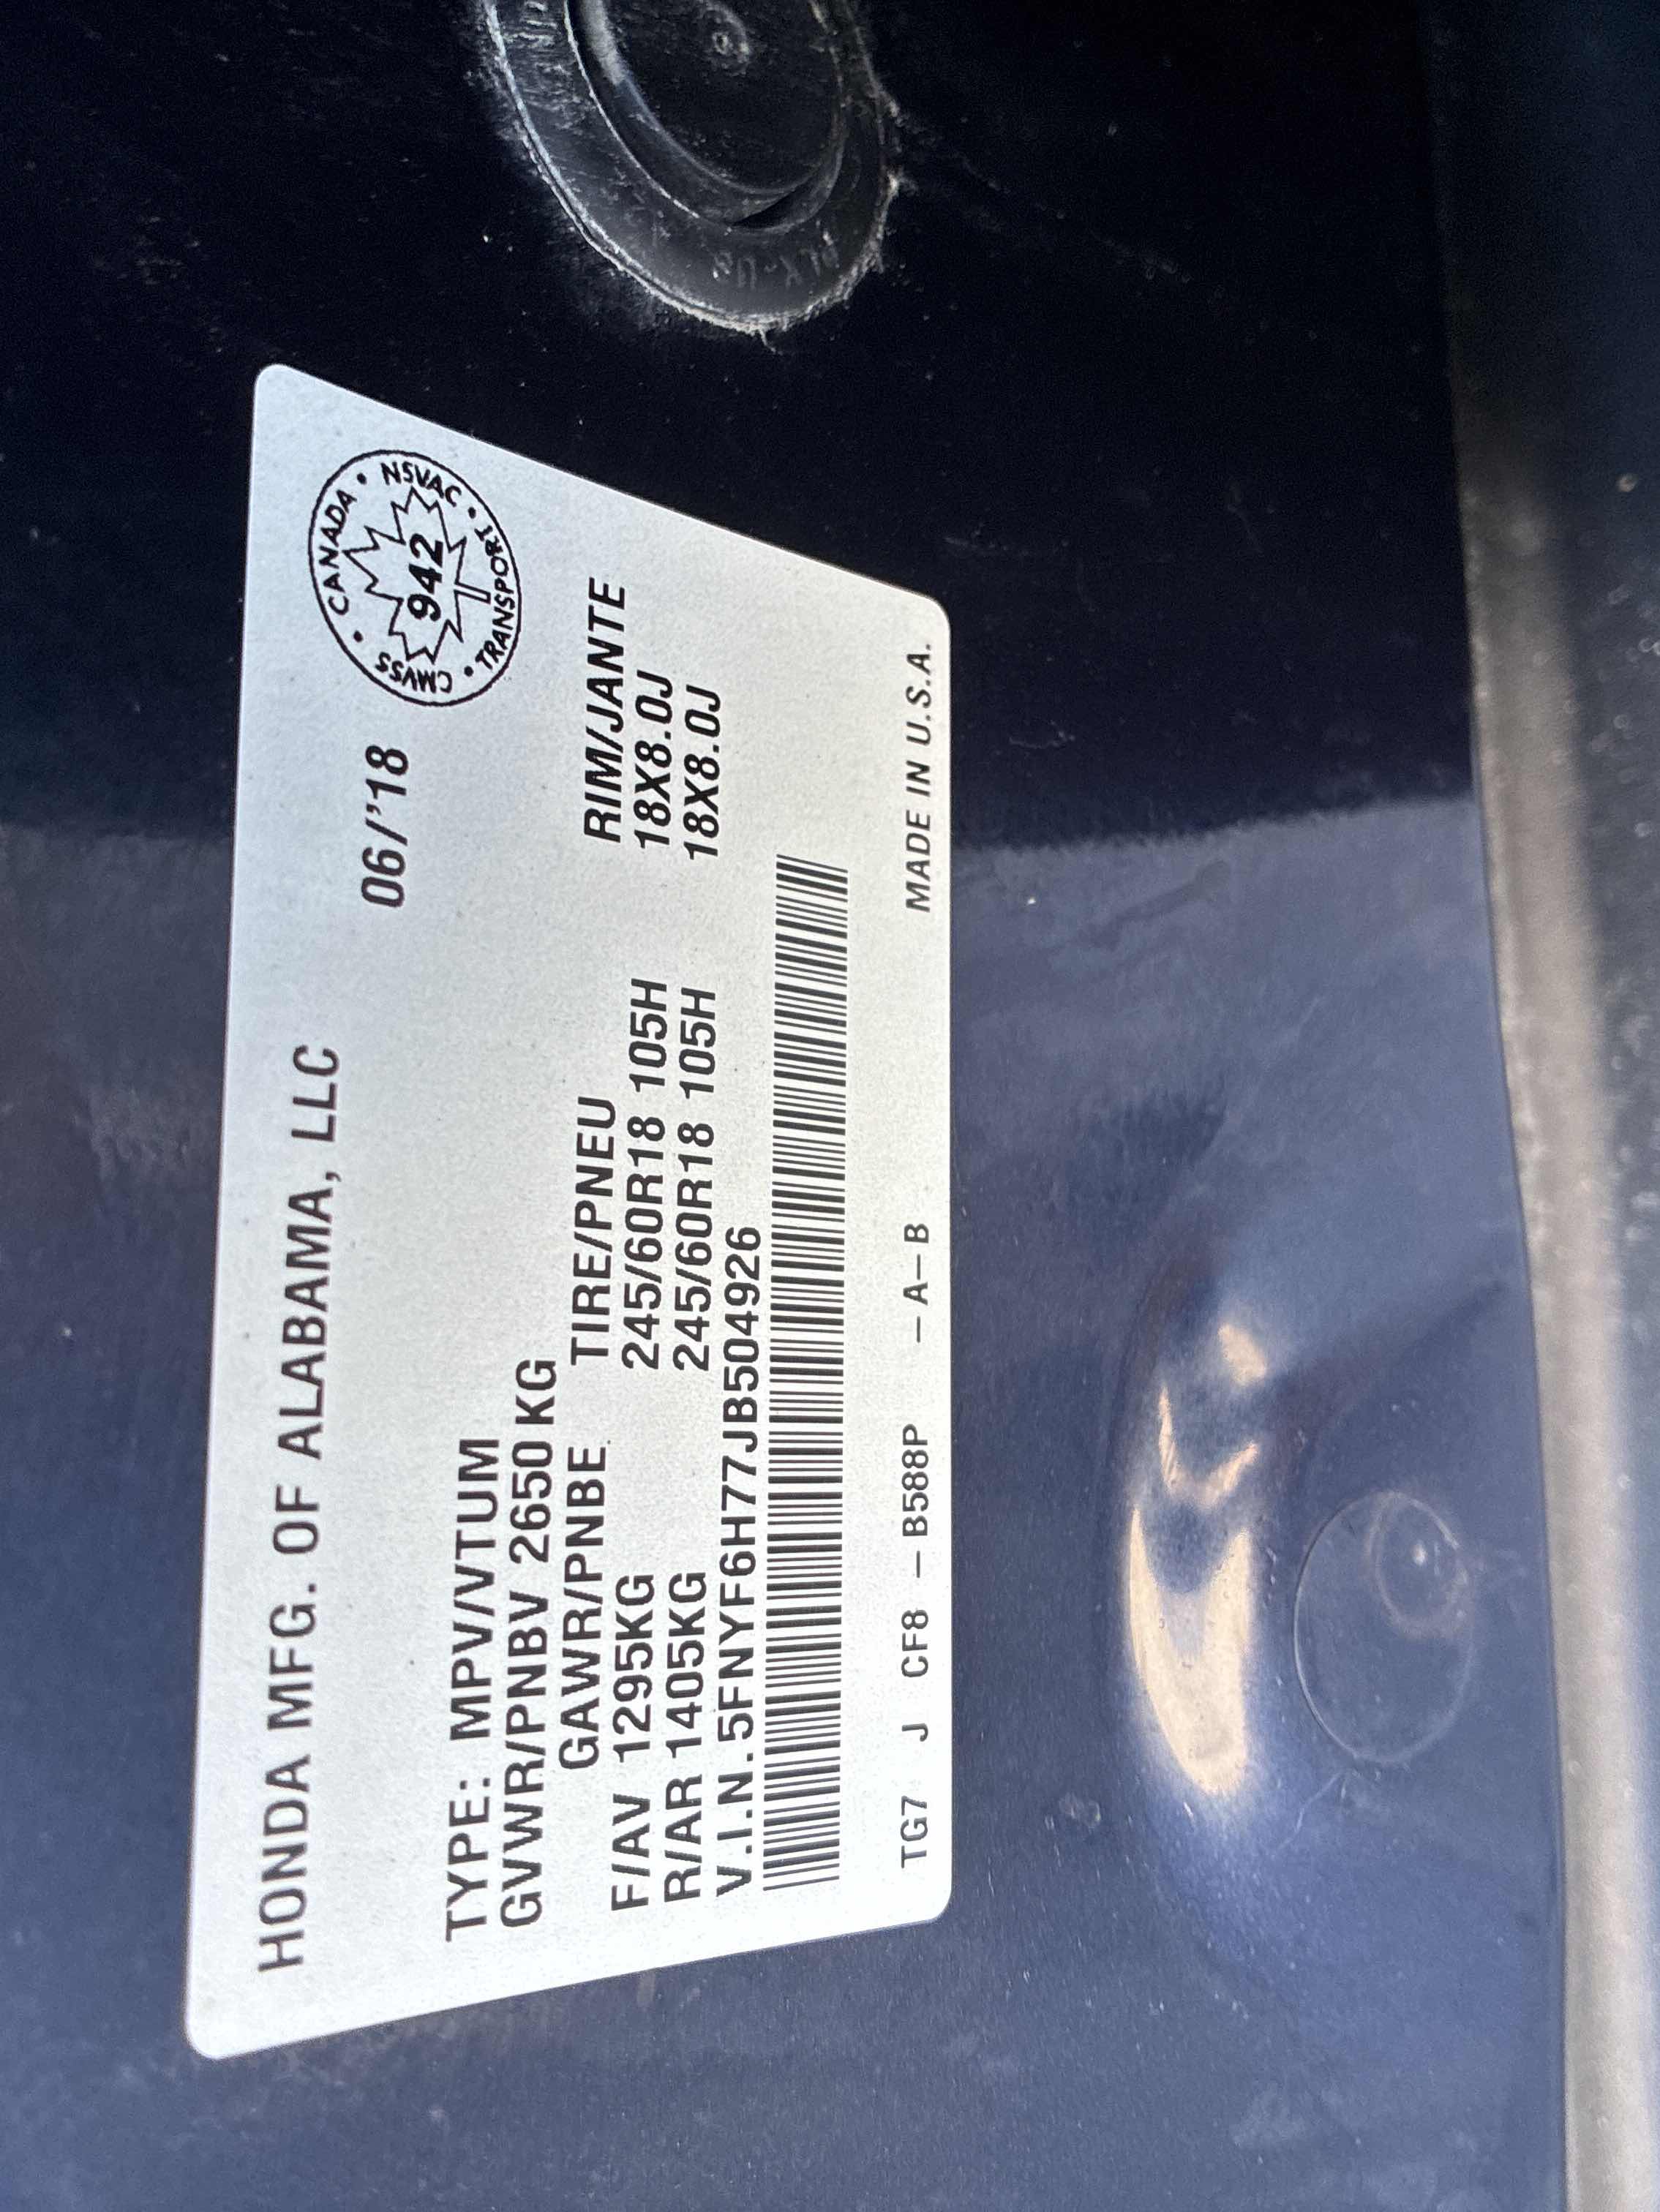 HONDA MFG. OF ALABAMA, LLC
06/'18
CANADA • NSVAC • TRANSPORT • CMVSS •
942
TYPE: MPV/VTUM
GVWR/PNBV 2650KG
GAWR/PNBE TIRE/PNEU RIM/JANTE
F/AV 1295KG 245/60R18 105H 18X8.0J
R/AR 1405KG 245/60R18 105H 18X8.0J
V.I.N.5FNYF6H77JB504926
TG7 J CF8 – B588P – A–B MADE IN U.S.A.